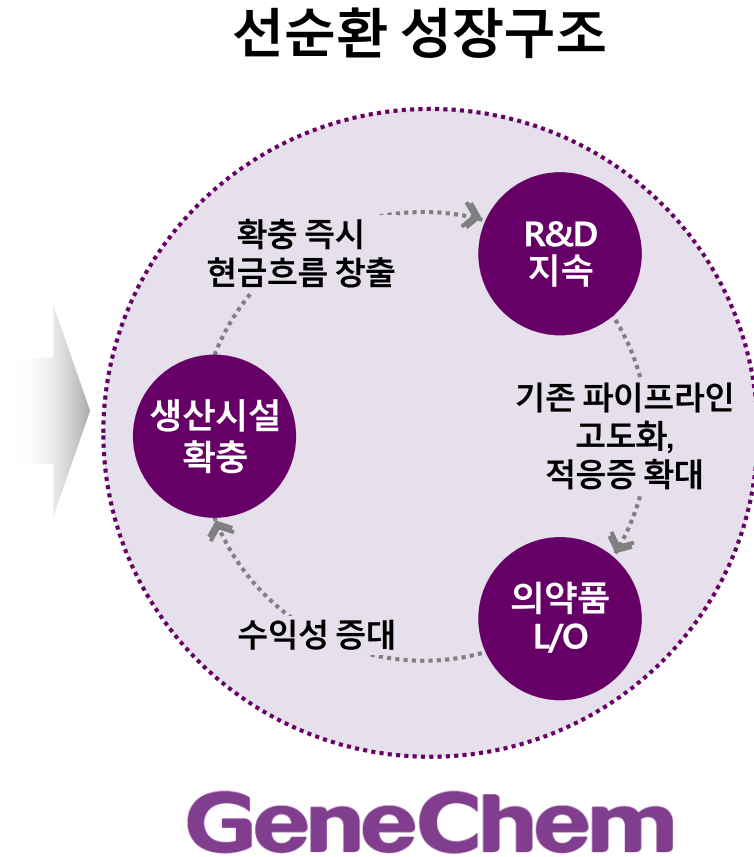 선순환 성장구조
확충 즉시
현금흐름 창출
R&D
지속
기존 파이프라인
고도화,
적응증 확대
생산시설
확충
의약품
L/O
수익성 증대
GeneChem